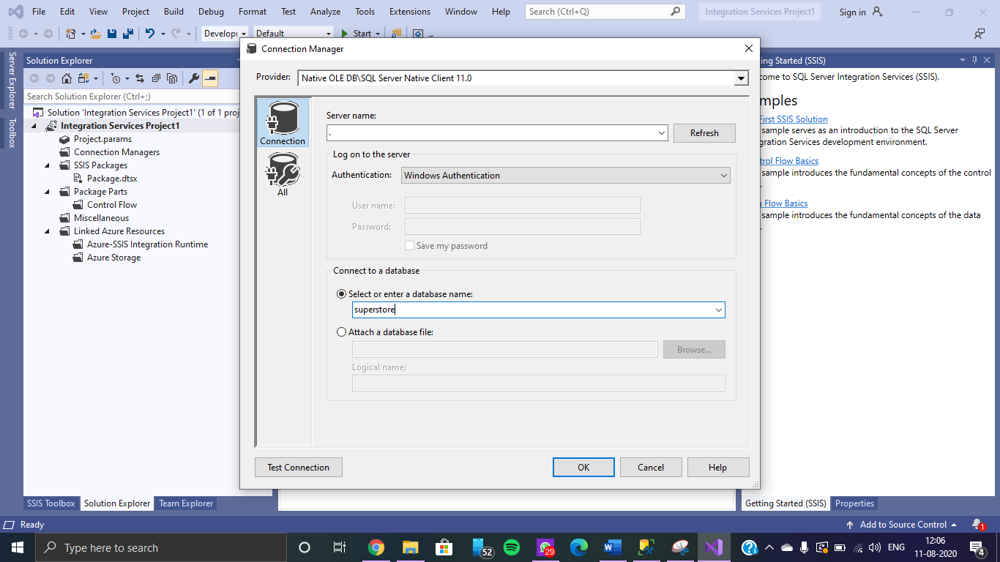 File Edit View Project Build Debug Format Test Analyze Tools Extensions Window Help Search (Ctrl+Q) Integration Services Project1 Sign in
Develop Default Start
Server Explorer
Toolbox
Solution Explorer
Search Solution Explorer (Ctrl+;)
Solution 'Integration Services Project1' (1 of 1 proj
Integration Services Project1
Project.params
Connection Managers
SSIS Packages
Package.dtsx
Package Parts
Control Flow
Miscellaneous
Linked Azure Resources
Azure-SSIS Integration Runtime
Azure Storage
SSIS Toolbox Solution Explorer Team Explorer
Connection Manager
Provider: Native OLE DB\SQL Server Native Client 11.0
Connection
All
Server name:
. Refresh
Log on to the server
Authentication: Windows Authentication
User name:
Password:
Save my password
Connect to a database
Select or enter a database name:
superstore
Attach a database file:
Browse...
Logical name:
Test Connection OK Cancel Help
ing Started (SSIS)
come to SQL Server Integration Services (SSIS).
mples
First SSIS Solution
sample serves as an introduction to the SQL Server
gration Services development environment.
trol Flow Basics
sample introduces the fundamental concepts of the control
.
a Flow Basics
sample introduces the fundamental concepts of the data
.
Getting Started (SSIS) Properties
Ready Add to Source Control 1
Type here to search 52 29 ENG 12:06
11-08-2020 4